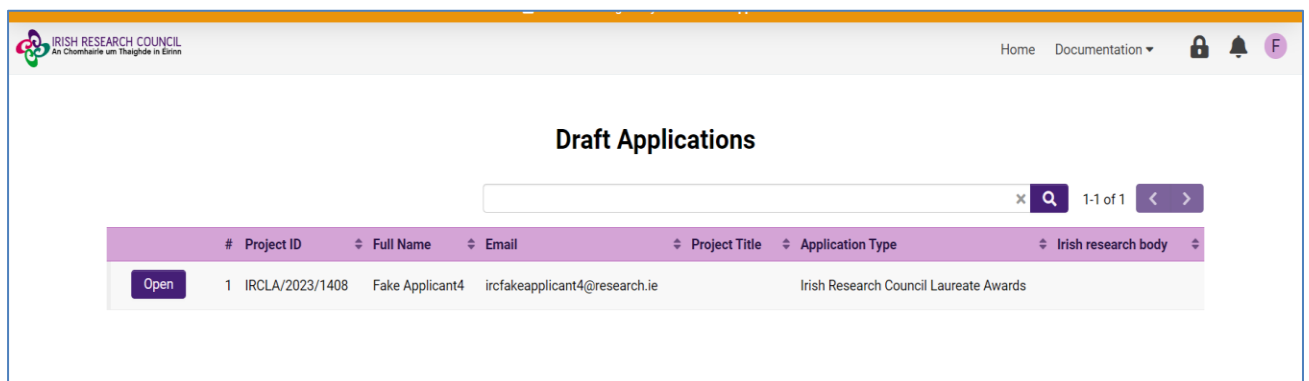 IRISH RESEARCH COUNCIL
An Chomhairle um Thaighde in Éirinn
Home Documentation F
Draft Applications
1-1 of 1
# Project ID Full Name Email Project Title Application Type Irish research body
Open 1 IRCLA/2023/1408 Fake Applicant4 ircfakeapplicant4@research.ie Irish Research Council Laureate Awards